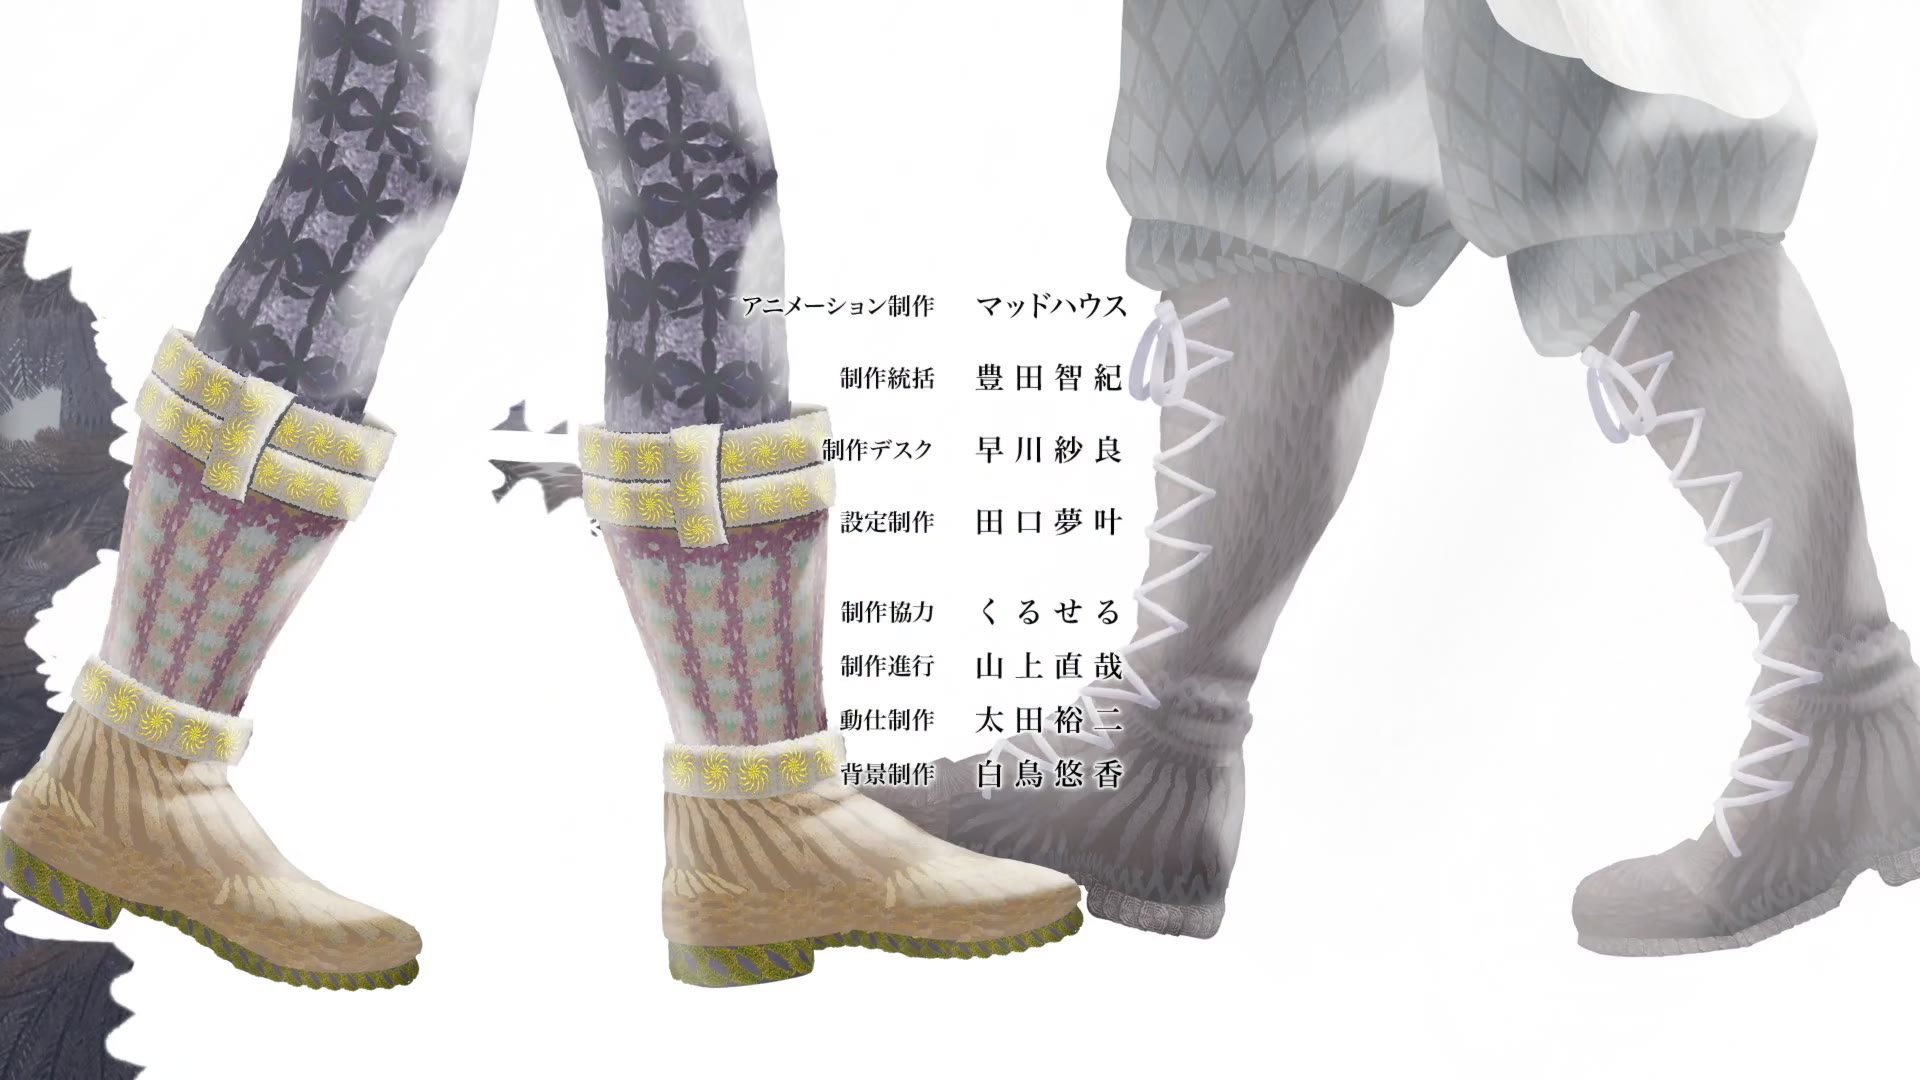 アニメーション制作 マッドハウス
制作統括 豊田智紀
制作デスク 早川紗良
設定制作 田口夢叶
制作協力 くるせる
制作進行 山上直哉
動仕制作 太田裕二
背景制作 白鳥悠香